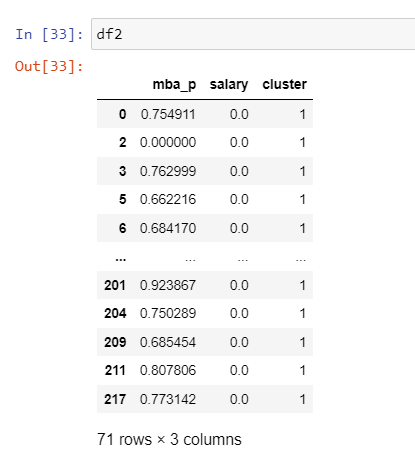 In [33]: df2
Out[33]:
mba_p salary cluster
0 0.754911 0.0 1
2 0.000000 0.0 1
3 0.762999 0.0 1
5 0.662216 0.0 1
6 0.684170 0.0 1
... ... ... ...
201 0.923867 0.0 1
204 0.750289 0.0 1
209 0.685454 0.0 1
211 0.807806 0.0 1
217 0.773142 0.0 1
71 rows × 3 columns